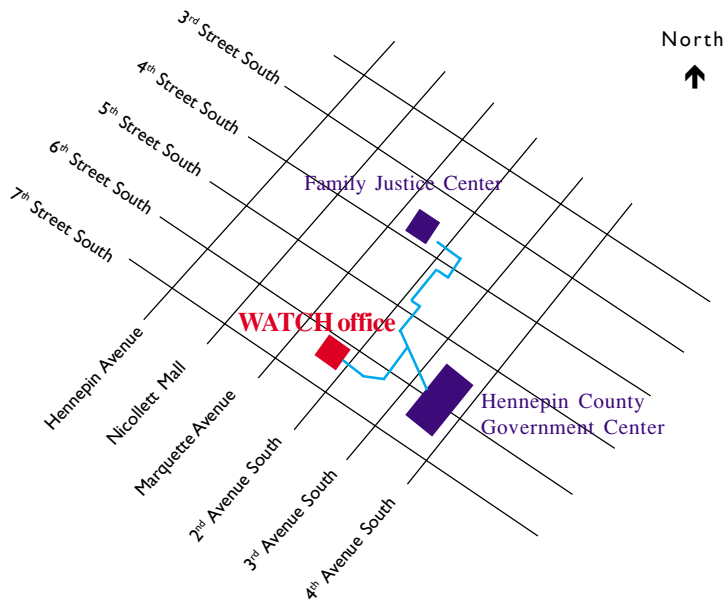 3rd Street South
North
4th Street South
5th Street South
6th Street South
7th Street South
Family Justice Center
WATCH office
Hennepin Avenue
Nicollett Mall
Marquette Avenue
2nd Avenue South
3rd Avenue South
4th Avenue South
Hennepin County
Government Center